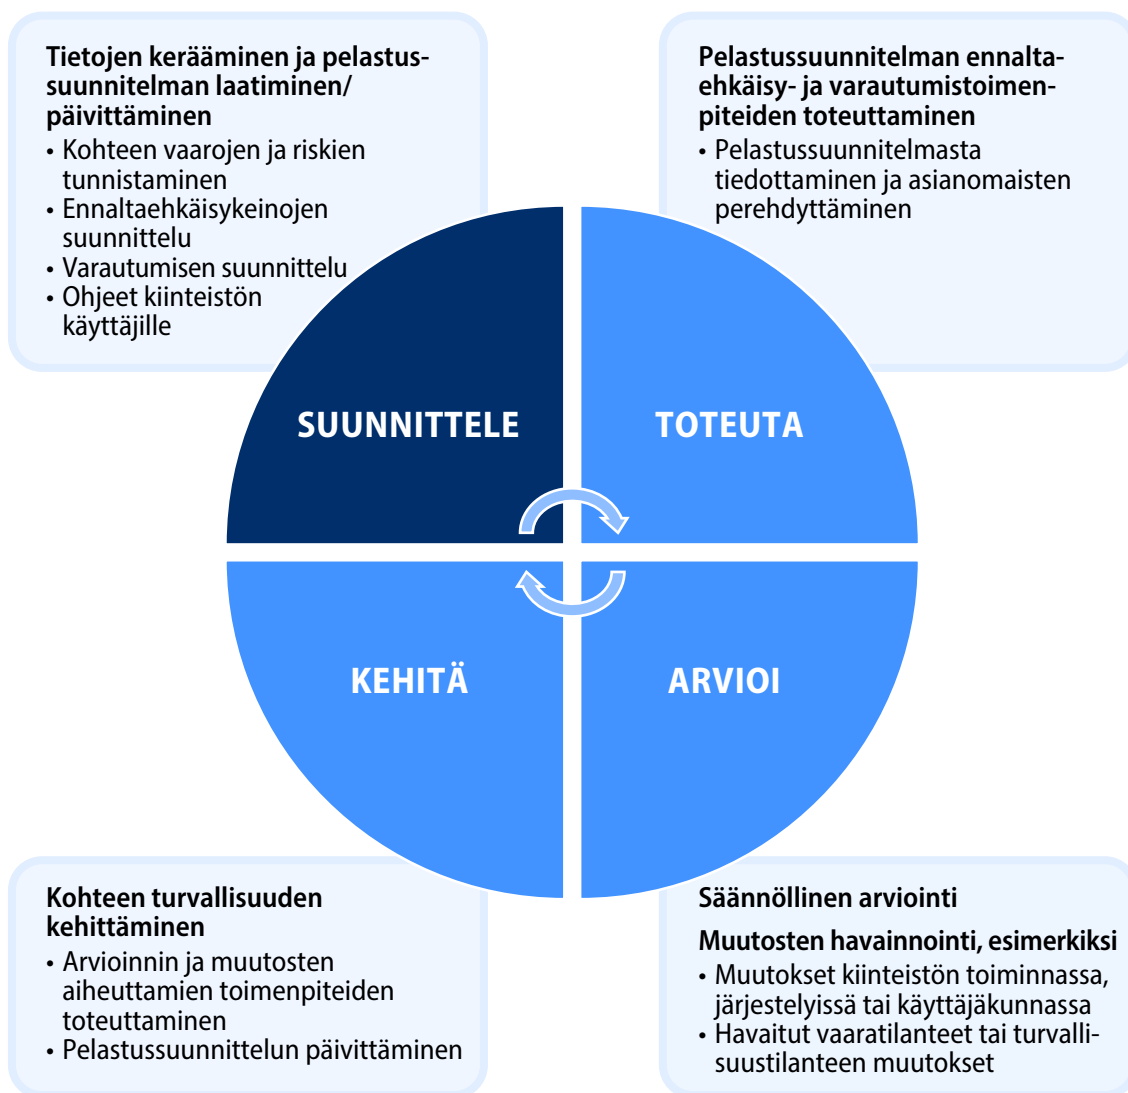 Tietojen kerääminen ja pelastus-
suunnitelman laatiminen/
päivittäminen
• Kohteen vaarojen ja riskien
tunnistaminen
• Ennaltaehkäisykeinojen
suunnittelu
• Varautumisen suunnittelu
• Ohjeet kiinteistön
käyttäjille
Pelastussuunnitelman ennalta-
ehkäisy- ja varautumistoimen-
piteiden toteuttaminen
• Pelastussuunnitelmasta
tiedottaminen ja asianomaisten
perehdyttäminen
SUUNNITTELE
TOTEUTA
KEHITÄ
ARVIOI
Kohteen turvallisuuden
kehittäminen
• Arvioinnin ja muutosten
aiheuttamien toimenpiteiden
toteuttaminen
• Pelastussuunnittelun päivittäminen
Säännöllinen arviointi
Muutosten havainnointi, esimerkiksi
• Muutokset kiinteistön toiminnassa,
järjestelyissä tai käyttäjäkunnassa
• Havaitut vaaratilanteet tai turvalli-
suustilanteen muutokset